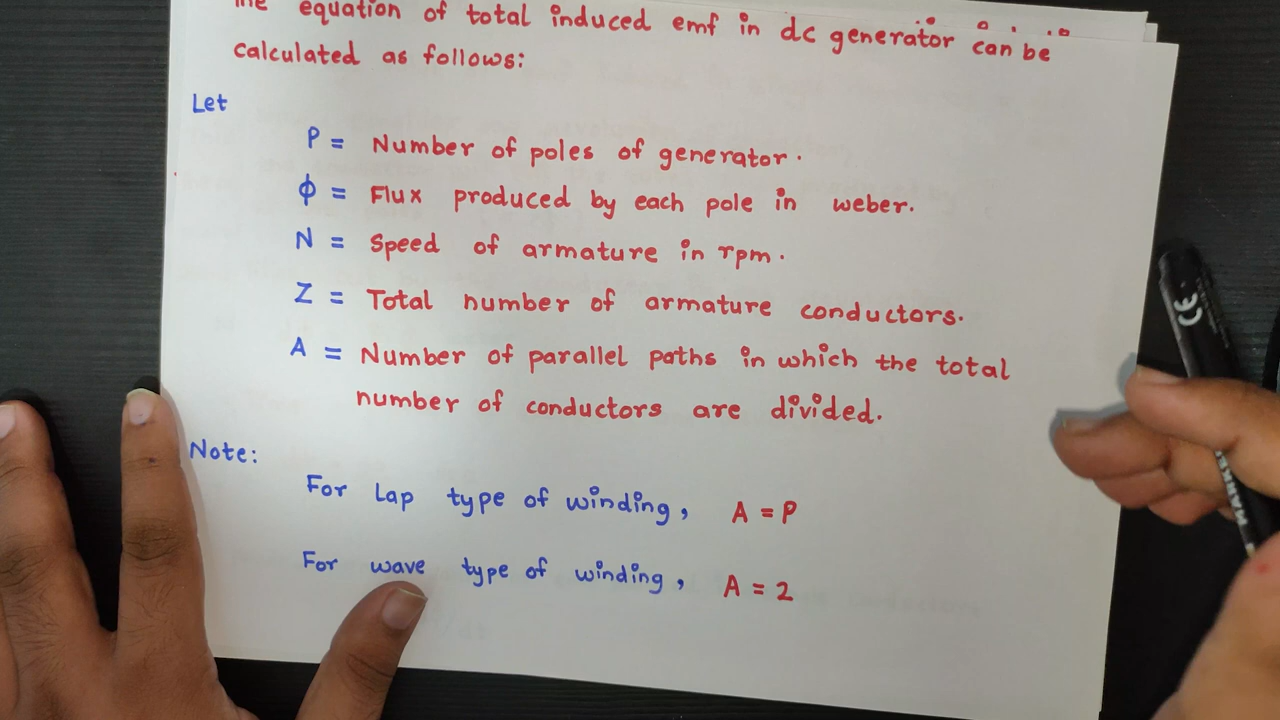 equation of total induced emf in dc generator can be
calculated as follows:
Let
P = Number of poles of generator.
ϕ = Flux produced by each pole in weber.
N = Speed of armature in rpm.
Z = Total number of armature conductors.
A = Number of parallel paths in which the total
number of conductors are divided.
Note:
For Lap type of winding, A = P
For wave type of winding, A = 2
CE